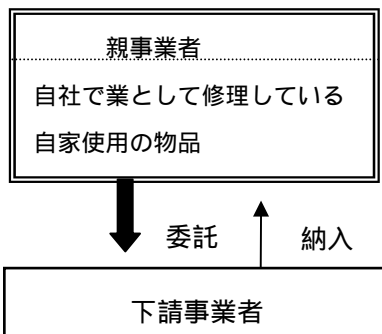 親事業者
自社で業として修理している
自家使用の物品
委託 納入
下請事業者